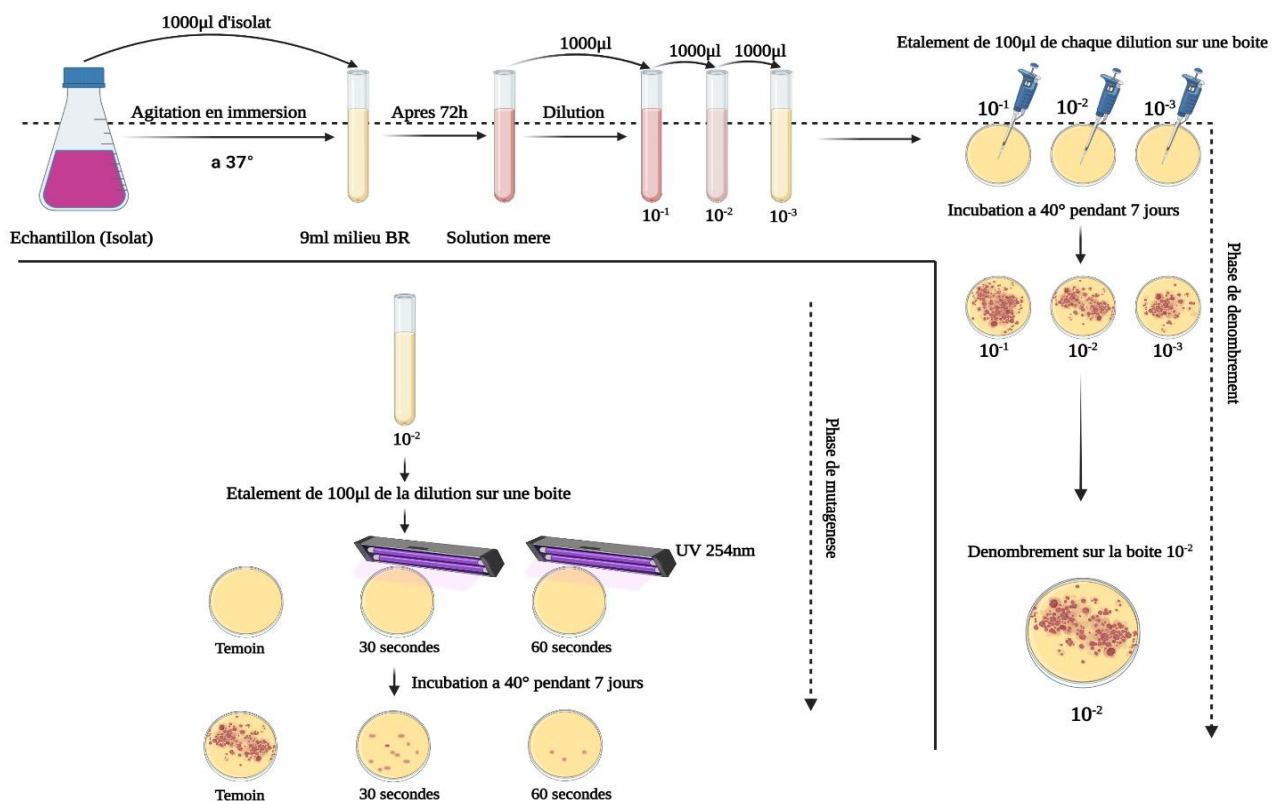 1000µl d'isolat
Agitation en immersion
a 37°
Apres 72h
1000µl
1000µl
1000µl
Dilution
10-1
10-2
10-3
Echantillon (Isolat)
9ml milieu BR
Solution mere
Etalement de 100µl de chaque dilution sur une boite
10-1
10-2
10-3
Incubation a 40° pendant 7 jours
10-1
10-2
10-3
Phase de denombrement
Denombrement sur la boite 10-2
10-2
10-2
Etalement de 100µl de la dilution sur une boite
UV 254nm
Temoin
30 secondes
60 secondes
Incubation a 40° pendant 7 jours
Temoin
30 secondes
60 secondes
Phase de mutagenese